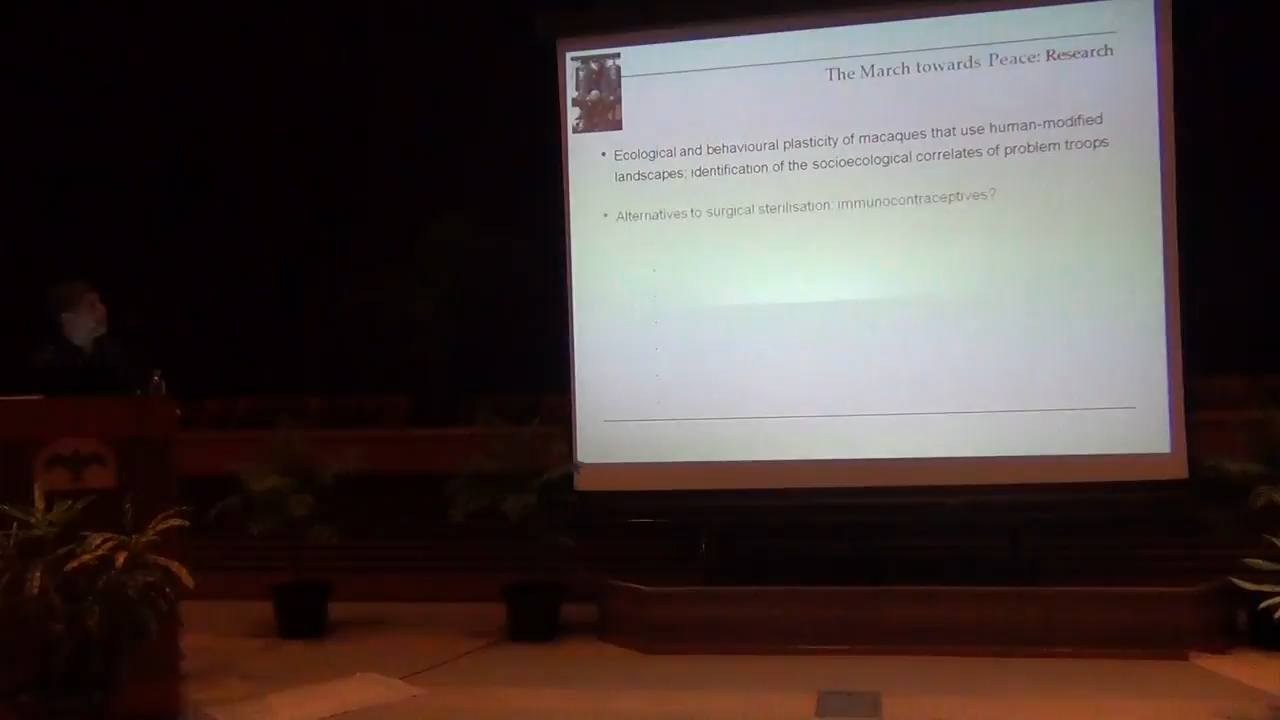 The March towards Peace: Research
• Ecological and behavioural plasticity of macaques that use human-modified
landscapes; identification of the socioecological correlates of problem troops
• Alternatives to surgical sterilisation: immunocontraceptives?